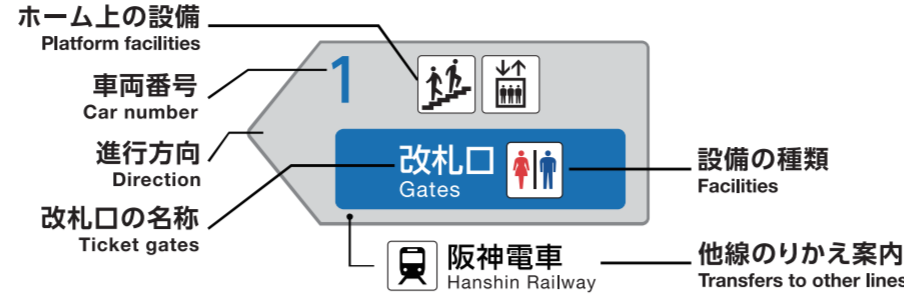 ホーム上の設備
Platform facilities
車両番号
Car number
進行方向
Direction
改札口の名称
Ticket gates
1
改札口
Gates
設備の種類
Facilities
阪神電車
Hanshin Railway
他線のりかえ案内
Transfers to other lines